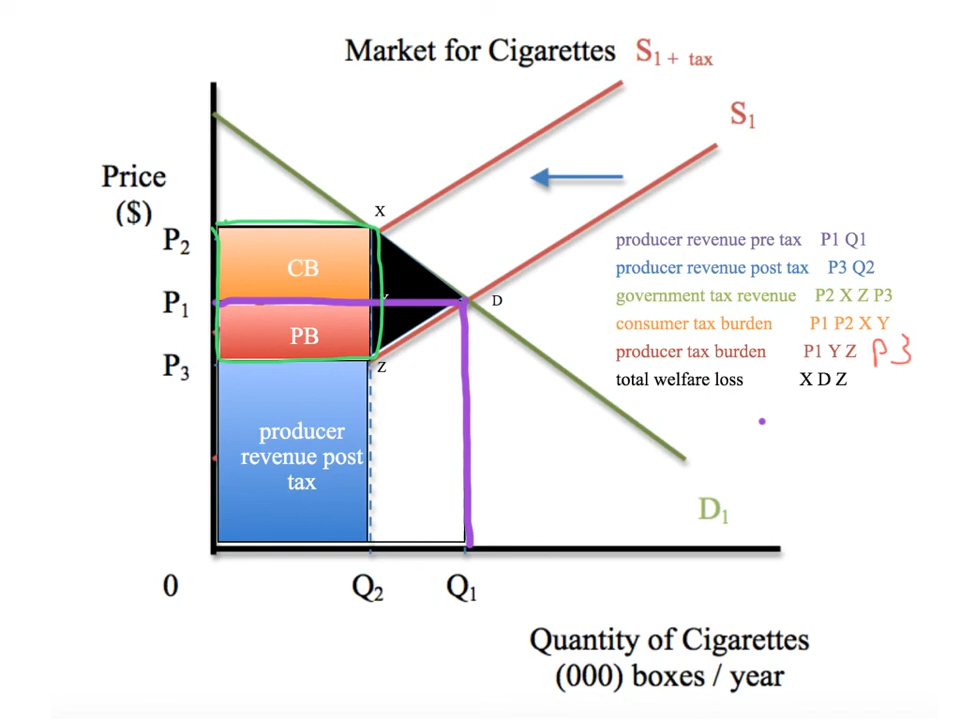 Market for Cigarettes S1 + tax
S1
Price
($)
X
P2
CB
producer revenue pre tax P1 Q1
producer revenue post tax P3 Q2
government tax revenue P2 X Z P3
consumer tax burden P1 P2 X Y
producer tax burden P1 Y Z P3
total welfare loss X D Z
P1
Y
D
PB
P3
Z
producer
revenue post
tax
D1
0
Q2
Q1
Quantity of Cigarettes
(000) boxes / year